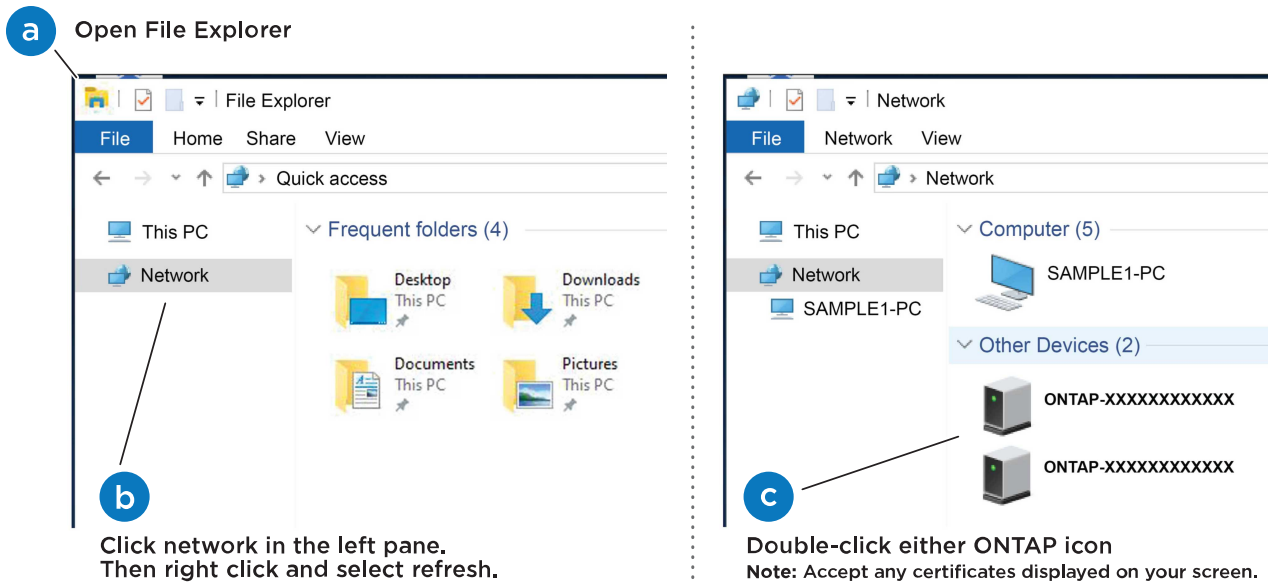 a
Open File Explorer
File Explorer
File Home Share View
Quick access
This PC
Network
Frequent folders (4)
Desktop
This PC
Downloads
This PC
Documents
This PC
Pictures
This PC
b
Click network in the left pane.
Then right click and select refresh.
Network
File Network View
Network
This PC
Network
SAMPLE1-PC
Computer (5)
SAMPLE1-PC
Other Devices (2)
ONTAP-XXXXXXXXXXXX
ONTAP-XXXXXXXXXXXX
c
Double-click either ONTAP icon
Note: Accept any certificates displayed on your screen.